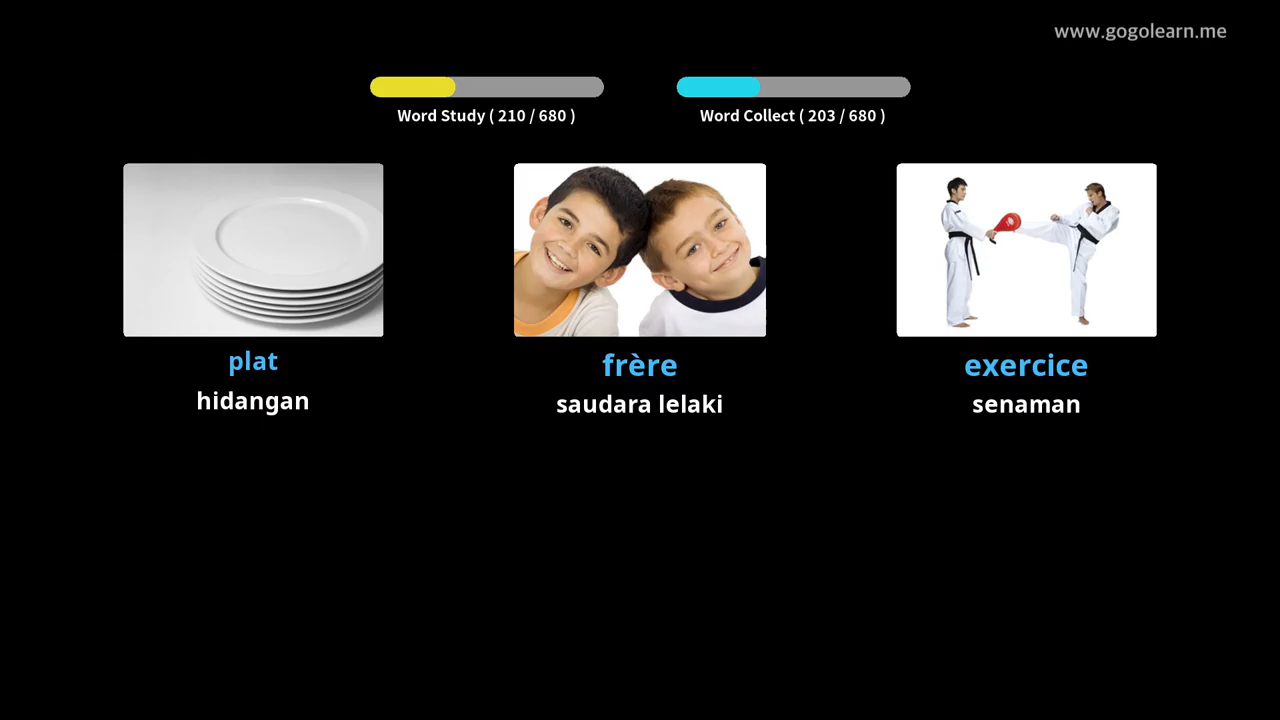 www.gogolearn.me
Word Study ( 210 / 680 )
Word Collect ( 203 / 680 )
plat
hidangan
frère
saudara lelaki
exercice
senaman